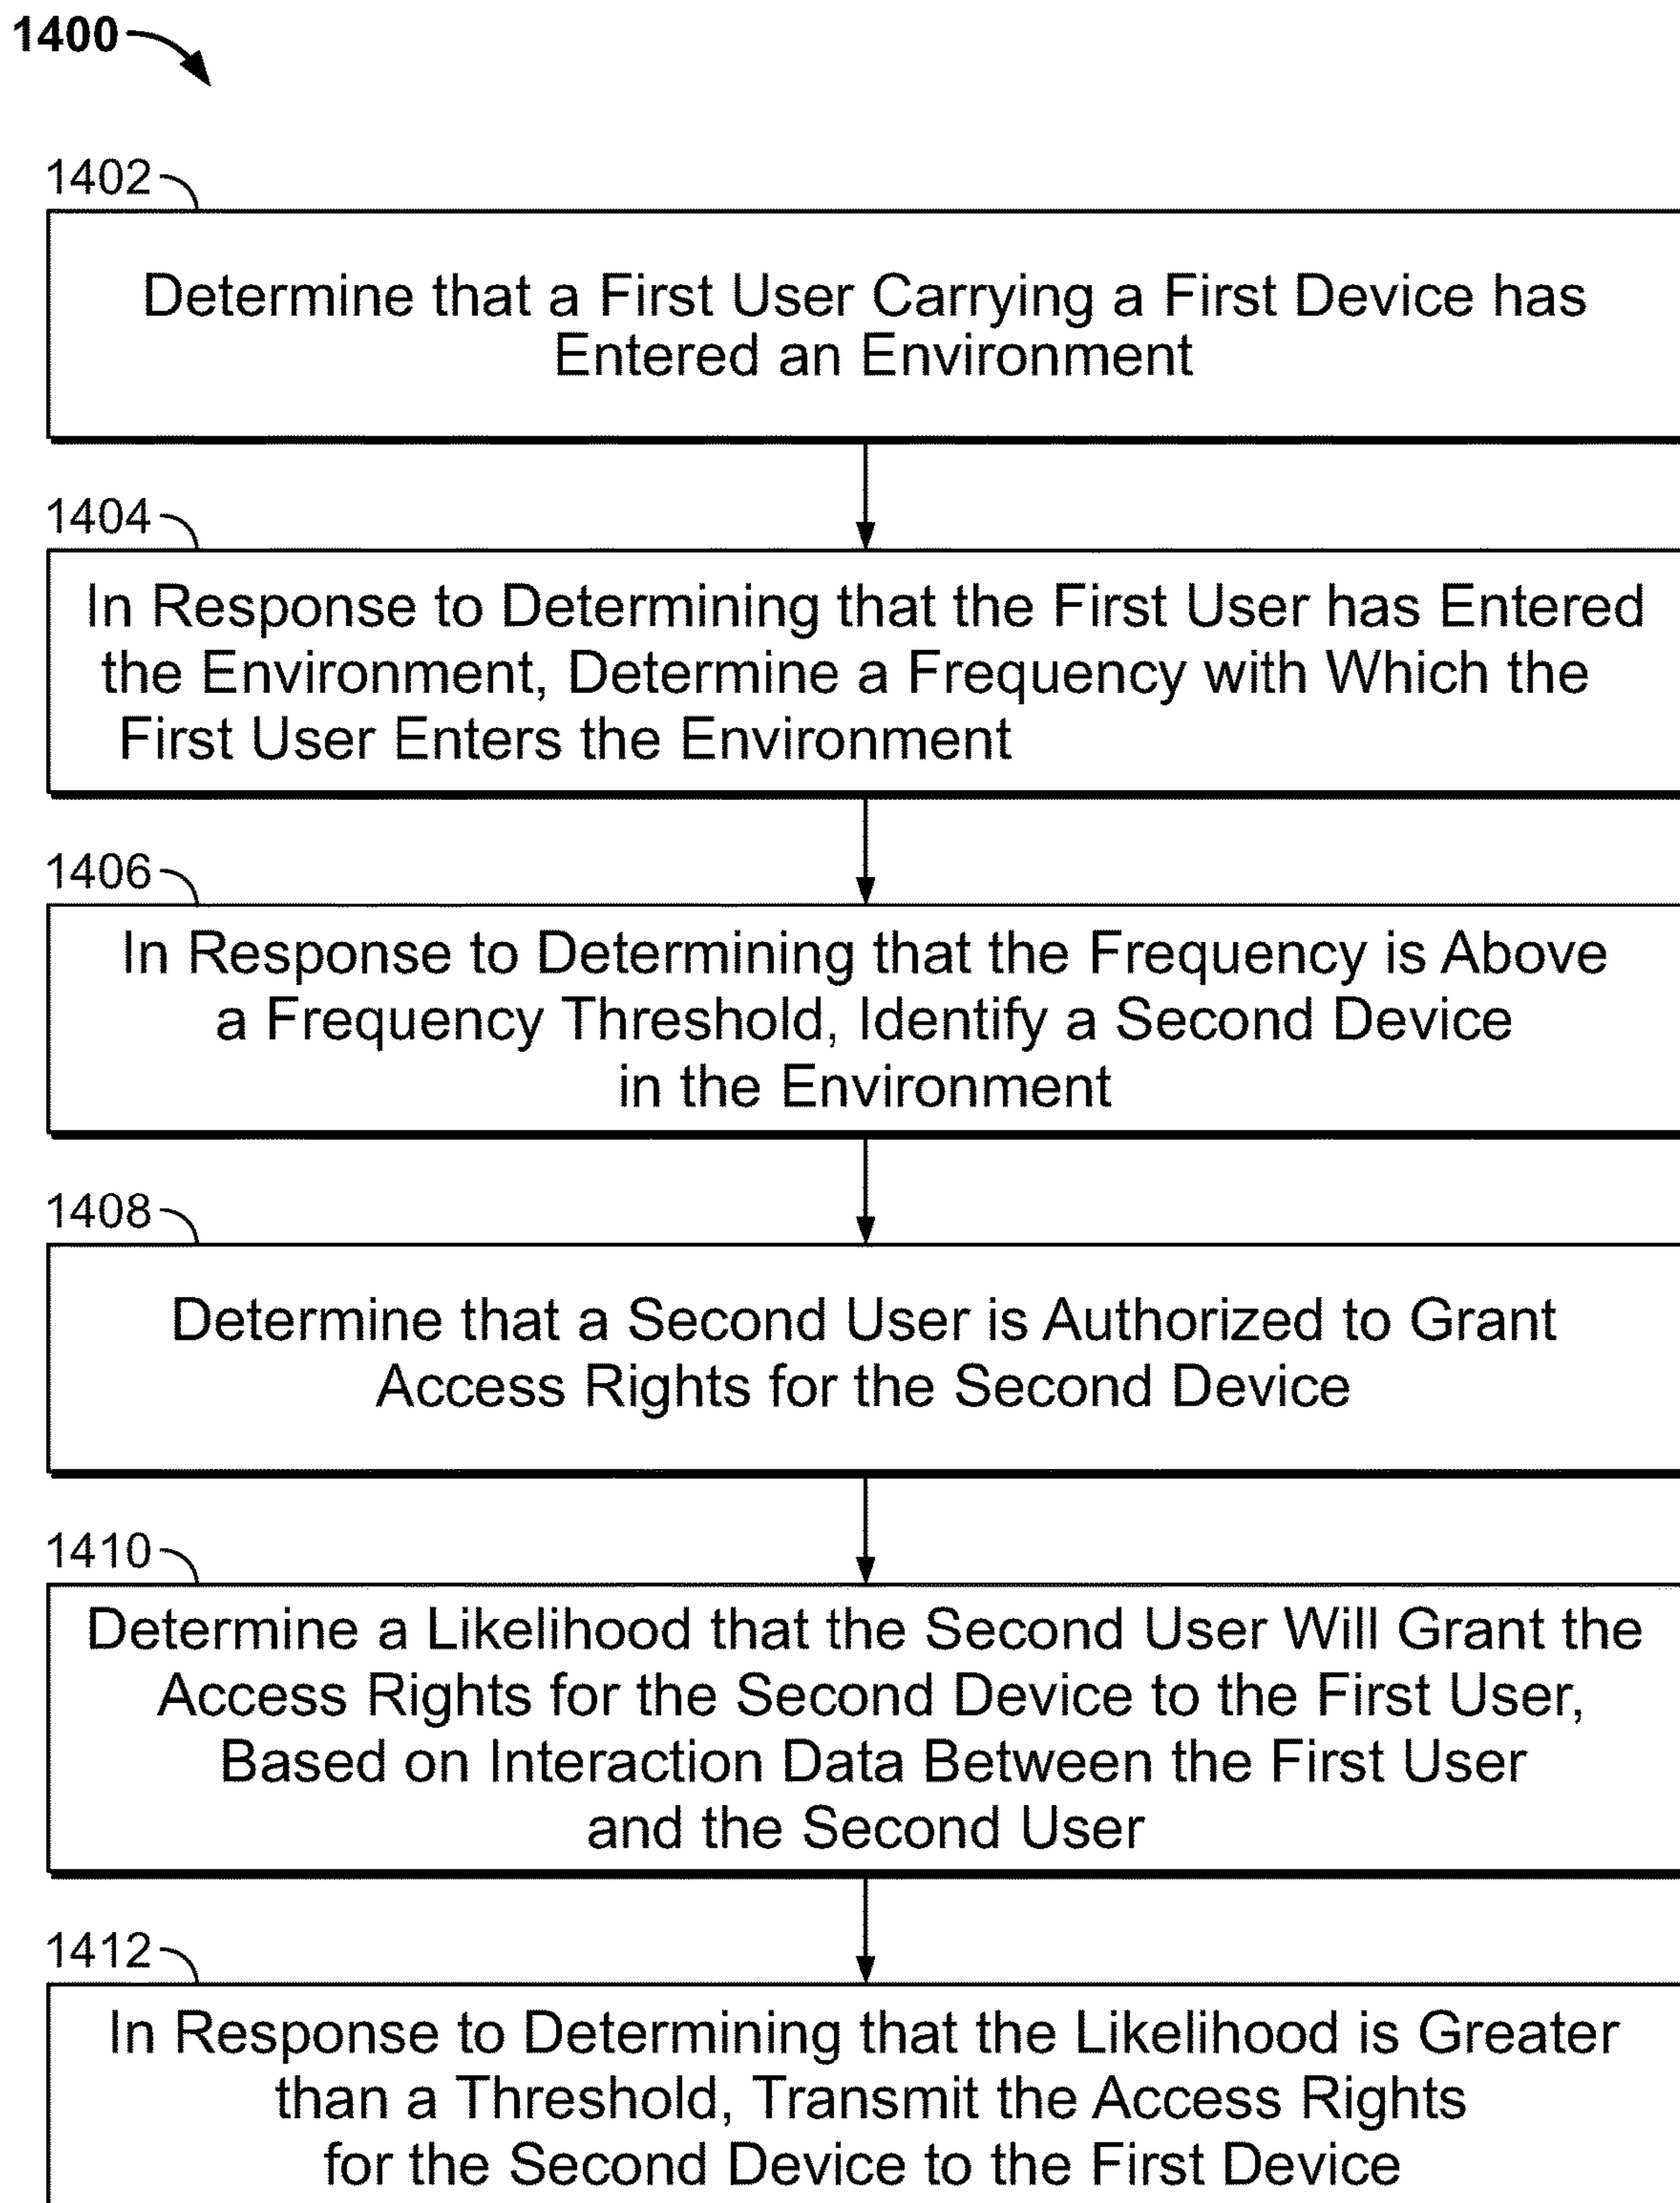 1400
1402
Determine that a First User Carrying a First Device has
Entered an Environment
1404
In Response to Determining that the First User has Entered
the Environment, Determine a Frequency with Which the
First User Enters the Environment
1406
In Response to Determining that the Frequency is Above
a Frequency Threshold, Identify a Second Device
in the Environment
1408
Determine that a Second User is Authorized to Grant
Access Rights for the Second Device
1410
Determine a Likelihood that the Second User Will Grant the
Access Rights for the Second Device to the First User,
Based on Interaction Data Between the First User
and the Second User
1412
In Response to Determining that the Likelihood is Greater
than a Threshold, Transmit the Access Rights
for the Second Device to the First Device